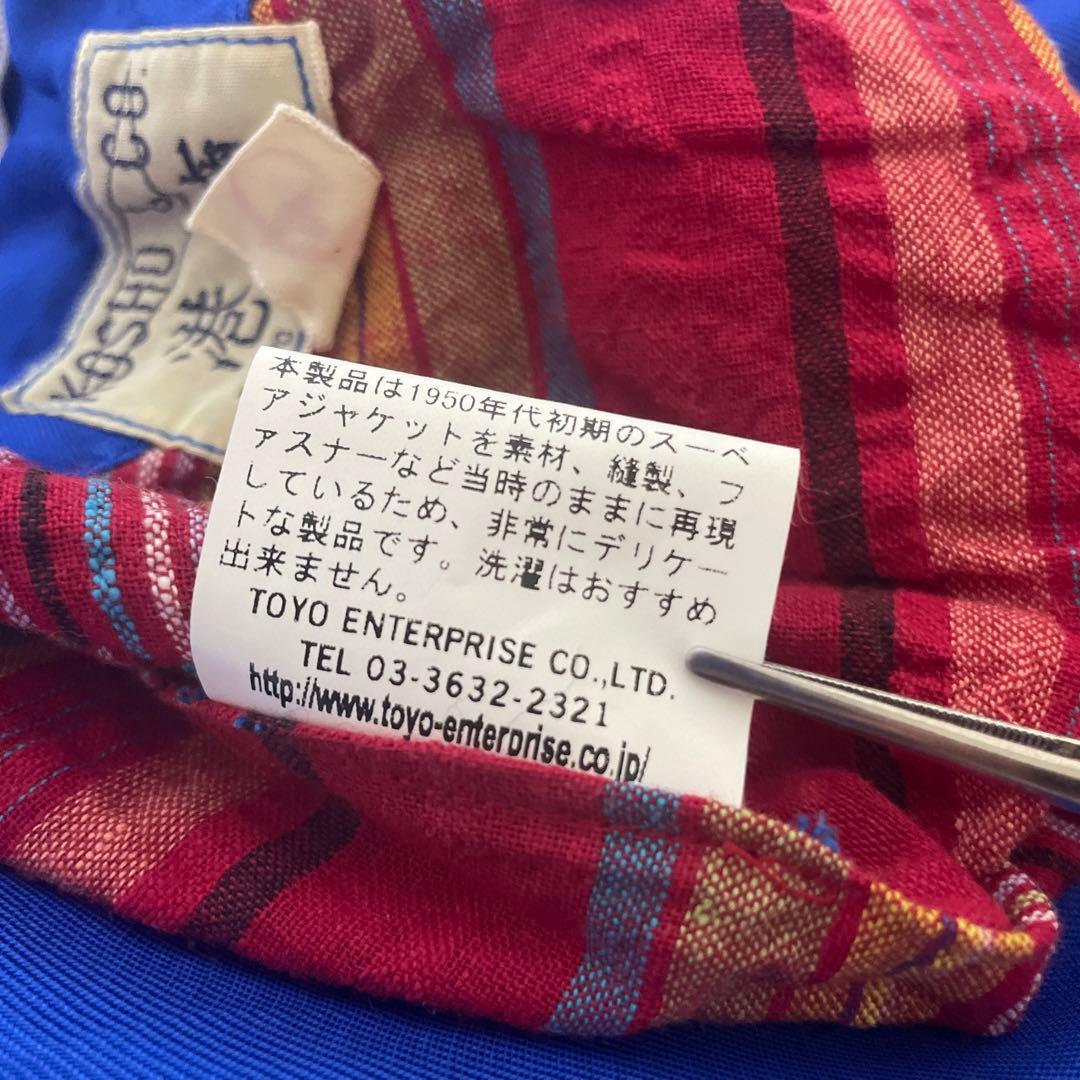 KOSHO & CO.
港
本製品は1950年代初期のスーベ
アジャケットを素材、縫製、フ
ァスナーなど当時のままに再現
しているため、非常にデリケー
トな製品です。洗濯はおすすめ
出来ません。
TOYO ENTERPRISE CO.,LTD.
TEL 03-3632-2321
http://www.toyo-enterprise.co.jp/